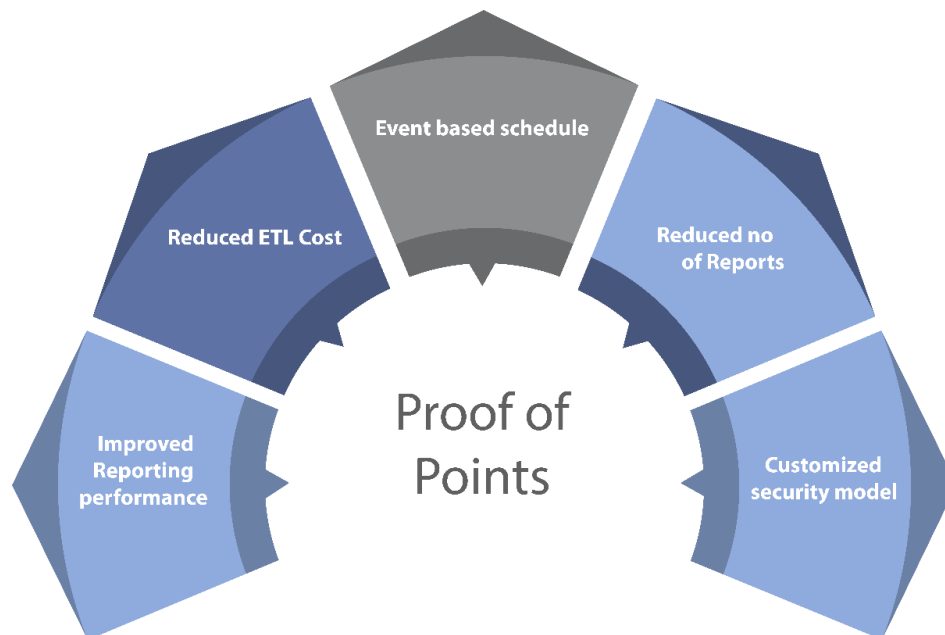 Event based schedule
Reduced ETL Cost
Reduced no
of Reports
Improved
Reporting
performance
Proof of
Points
Customized
security model